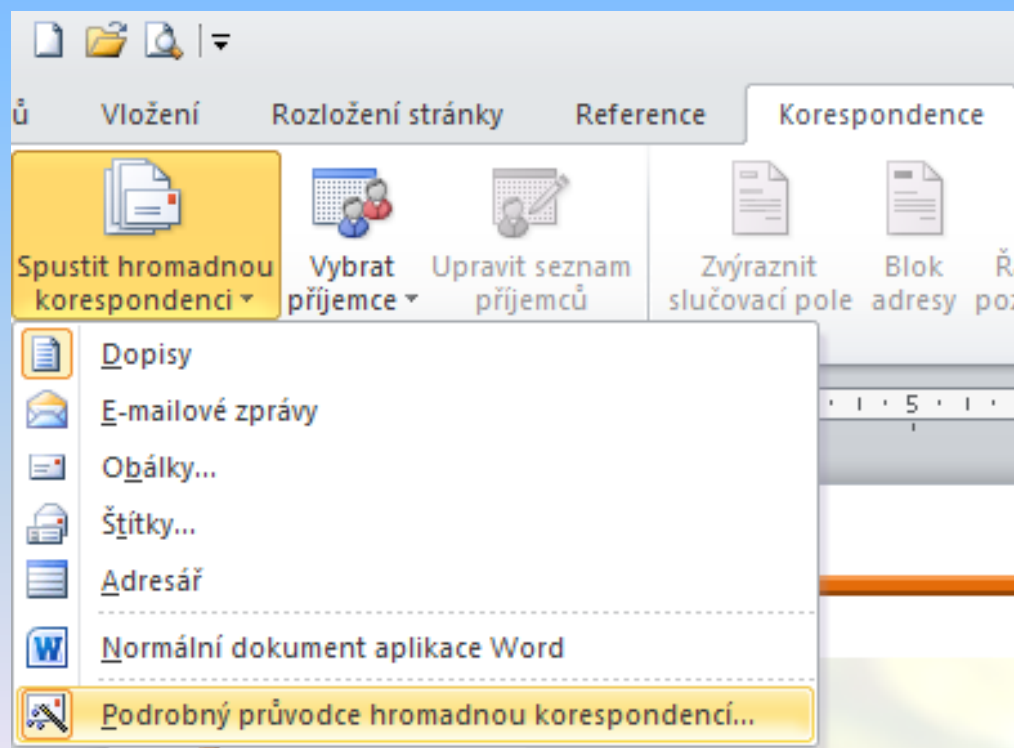 ů Vložení Rozložení stránky Reference Korespondence
Spustit hromadnou korespondenci
Vybrat příjemce
Upravit seznam příjemců
Zvýraznit slučovací pole
Blok adresy
Dopisy
E-mailové zprávy
Obálky...
Štítky...
Adresář
Normální dokument aplikace Word
Podrobný průvodce hromadnou korespondencí...
5